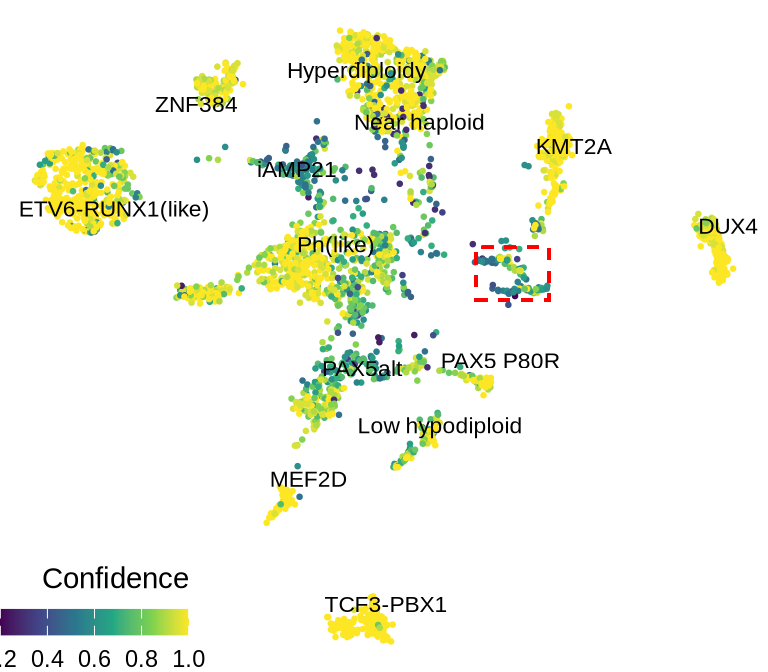 Hyperdiploidy
ZNF384
Near haploid
KMT2A
iAMP21
ETV6-RUNX1(like)
DUX4
Ph(like)
PAX5 P80R
PAX5alt
Low hypodiploid
MEF2D
Confidence
TCF3-PBX1
.2 0.4 0.6 0.8 1.0